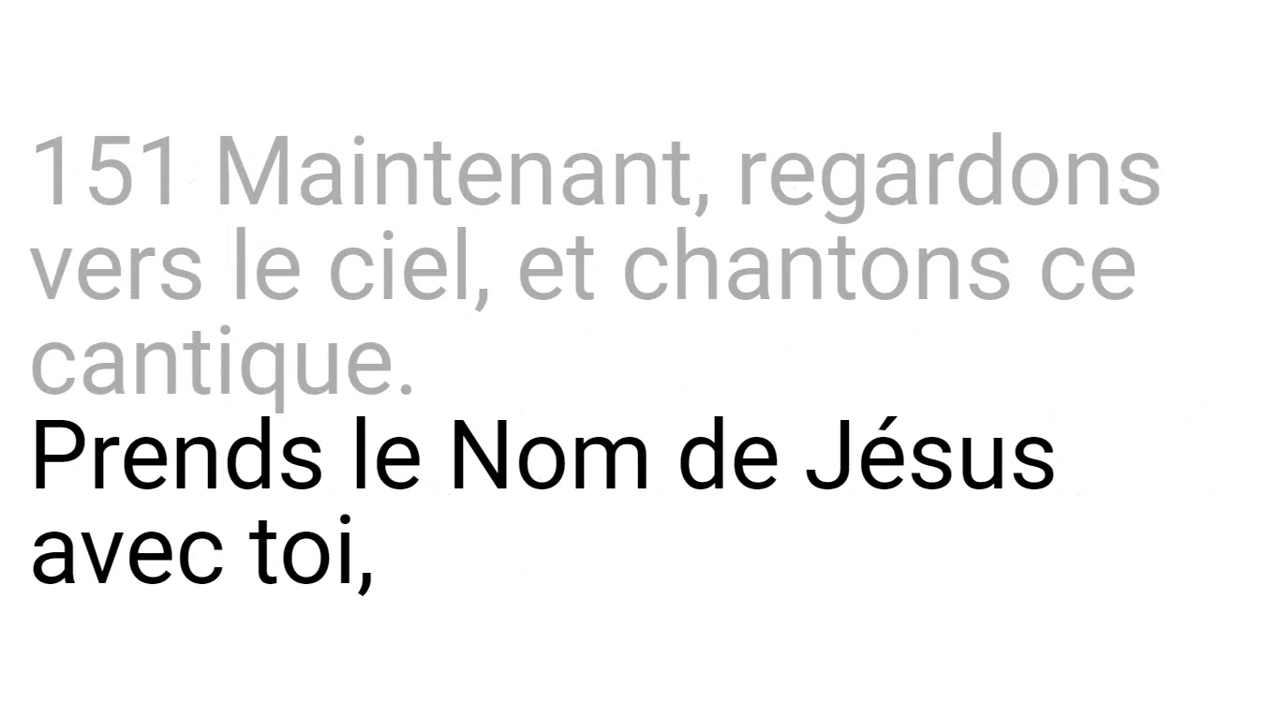 151 Maintenant, regardons
vers le ciel, et chantons ce
cantique.
Prends le Nom de Jésus
avec toi,